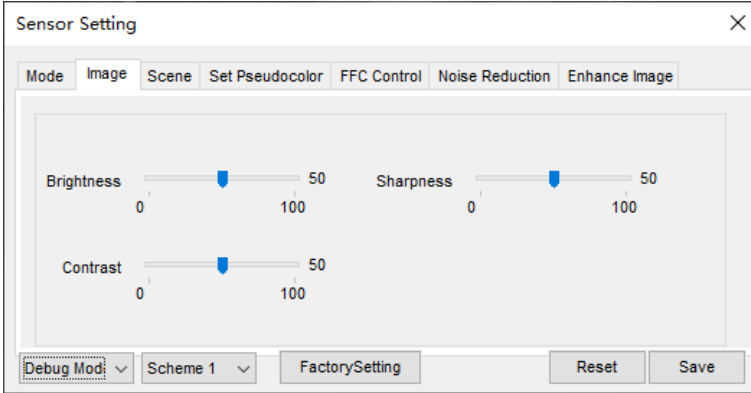 Sensor Setting
Mode Image Scene Set Pseudocolor FFC Control Noise Reduction Enhance Image
Brightness 50 Sharpness 50
0 100 0 100
Contrast 50
0 100
Debug Mod Scheme 1 FactorySetting Reset Save